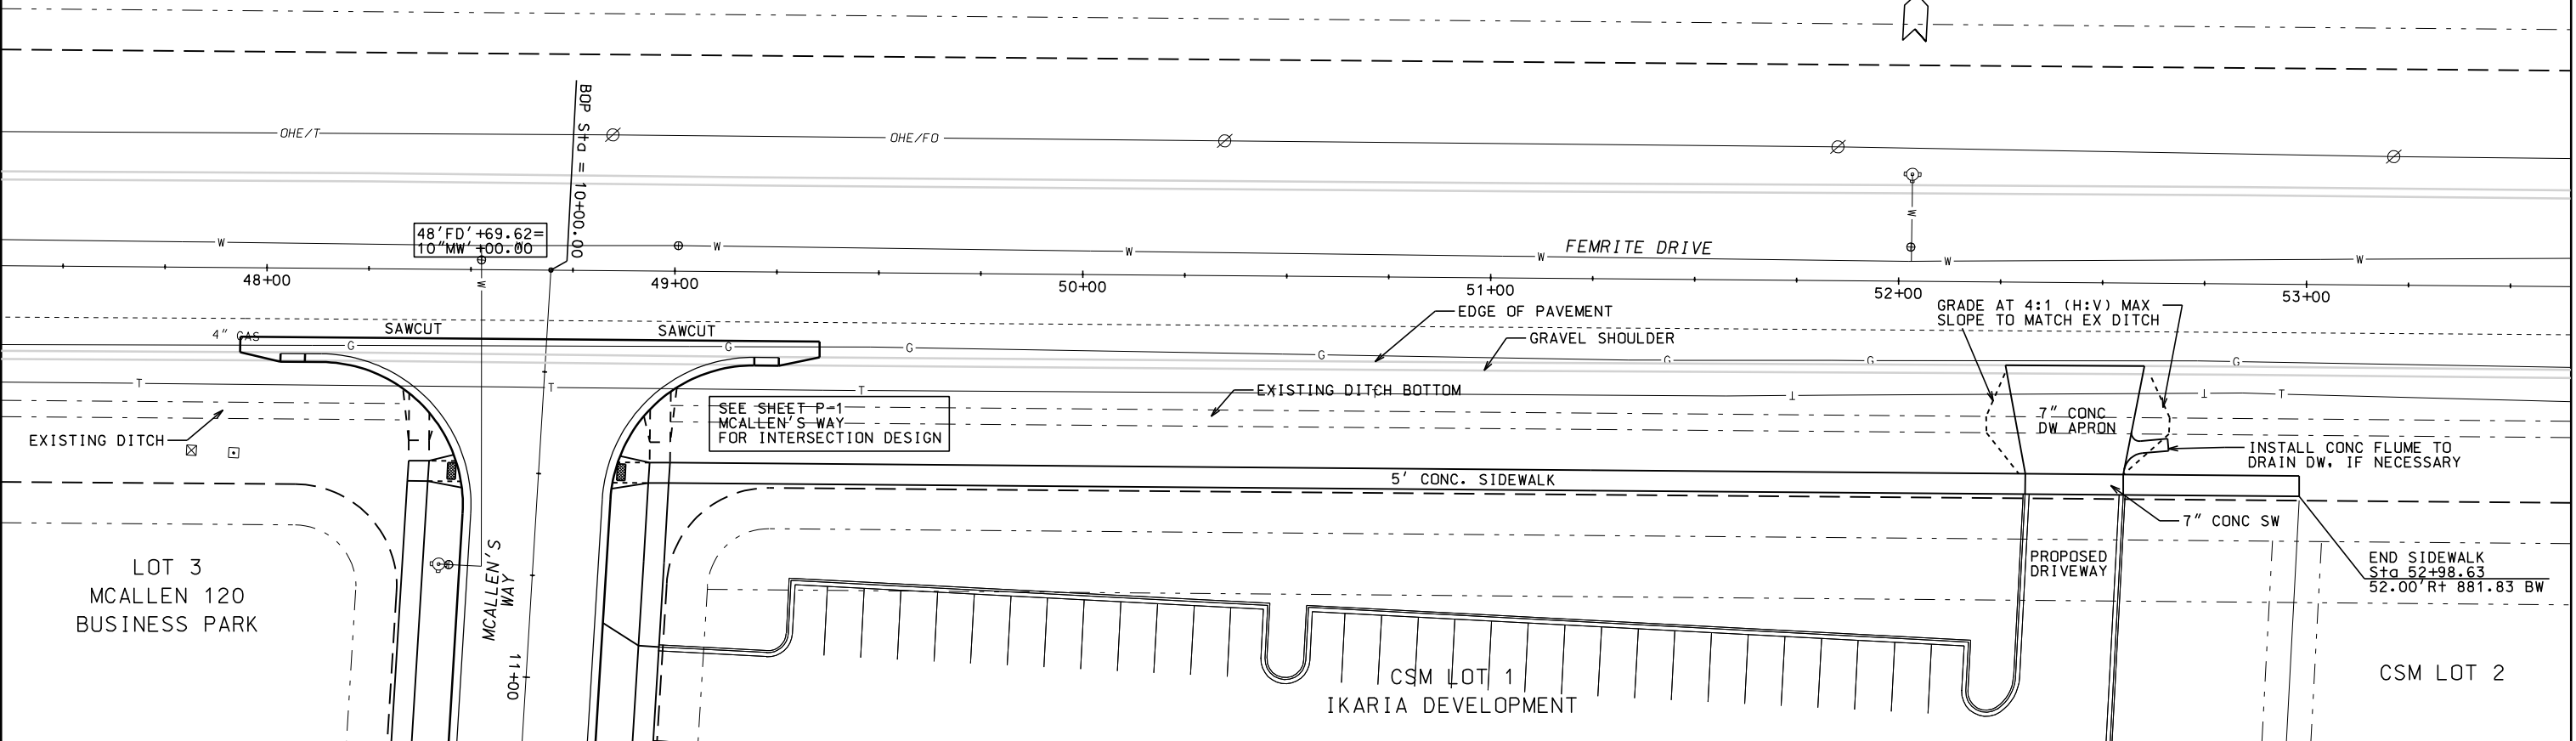 OHE/T
OHE/FO
BOP Sta = 10+00.00
48'FD'+69.62=
10"MW'+00.00
W
W
W
W
W
W
W
W
W
FEMRITE DRIVE
48+00
49+00
50+00
51+00
52+00
53+00
4" GAS
SAWCUT
SAWCUT
EDGE OF PAVEMENT
GRAVEL SHOULDER
GRADE AT 4:1 (H:V) MAX
SLOPE TO MATCH EX DITCH
G
G
G
G
G
G
G
T
T
T
T
T
T
T
EXISTING DITCH BOTTOM
SEE SHEET P-1
MCALLEN'S WAY
FOR INTERSECTION DESIGN
EXISTING DITCH
7" CONC
DW APRON
INSTALL CONC FLUME TO
DRAIN DW, IF NECESSARY
5' CONC. SIDEWALK
7" CONC SW
PROPOSED
DRIVEWAY
END SIDEWALK
Sta 52+98.63
52.00'Rt 881.83 BW
LOT 3
MCALLEN 120
BUSINESS PARK
MCALLEN'S
WAY
11+00
CSM LOT 1
IKARIA DEVELOPMENT
CSM LOT 2